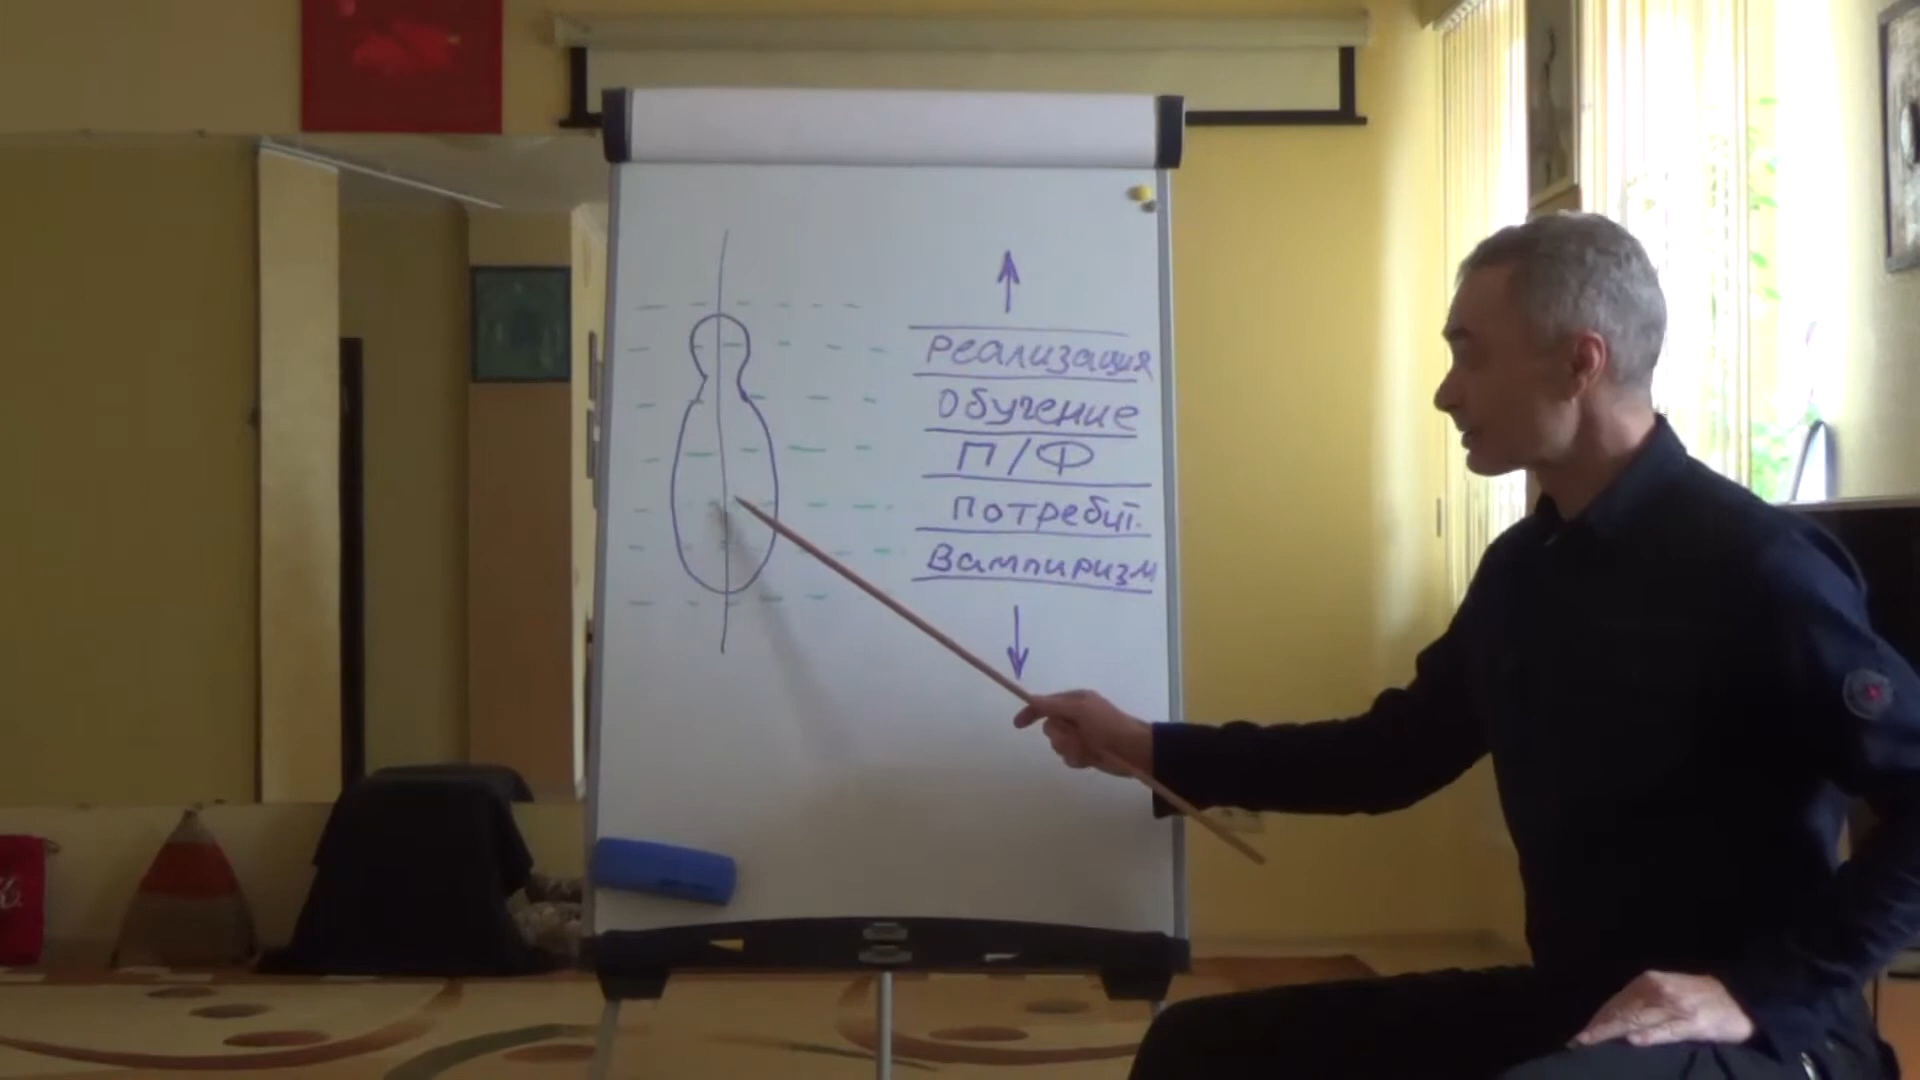 Реализация
Обучение
П/Ф
Потребит.
Вампиризм